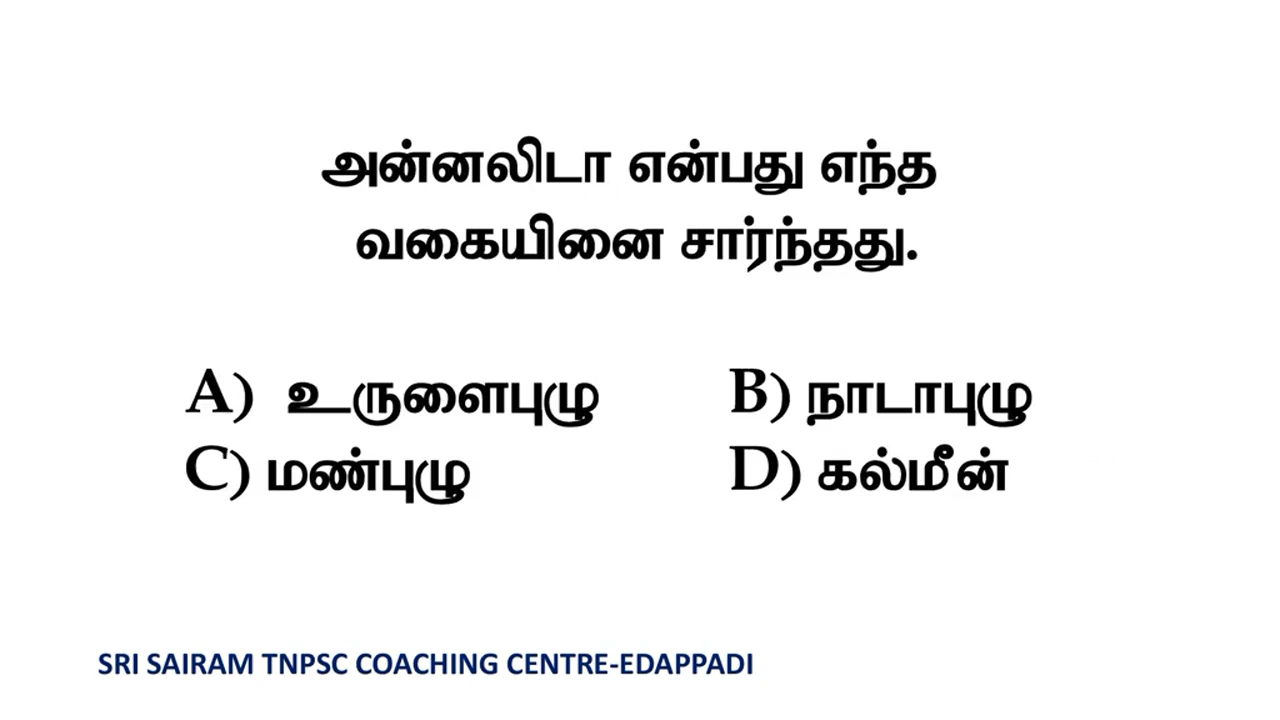 அன்னலிடா என்பது எந்த
வகையினை சார்ந்தது.
A) உருளைபுழு B) நாடாபுழு
C) மண்புழு D) கல்மீன்
SRI SAIRAM TNPSC COACHING CENTRE-EDAPPADI